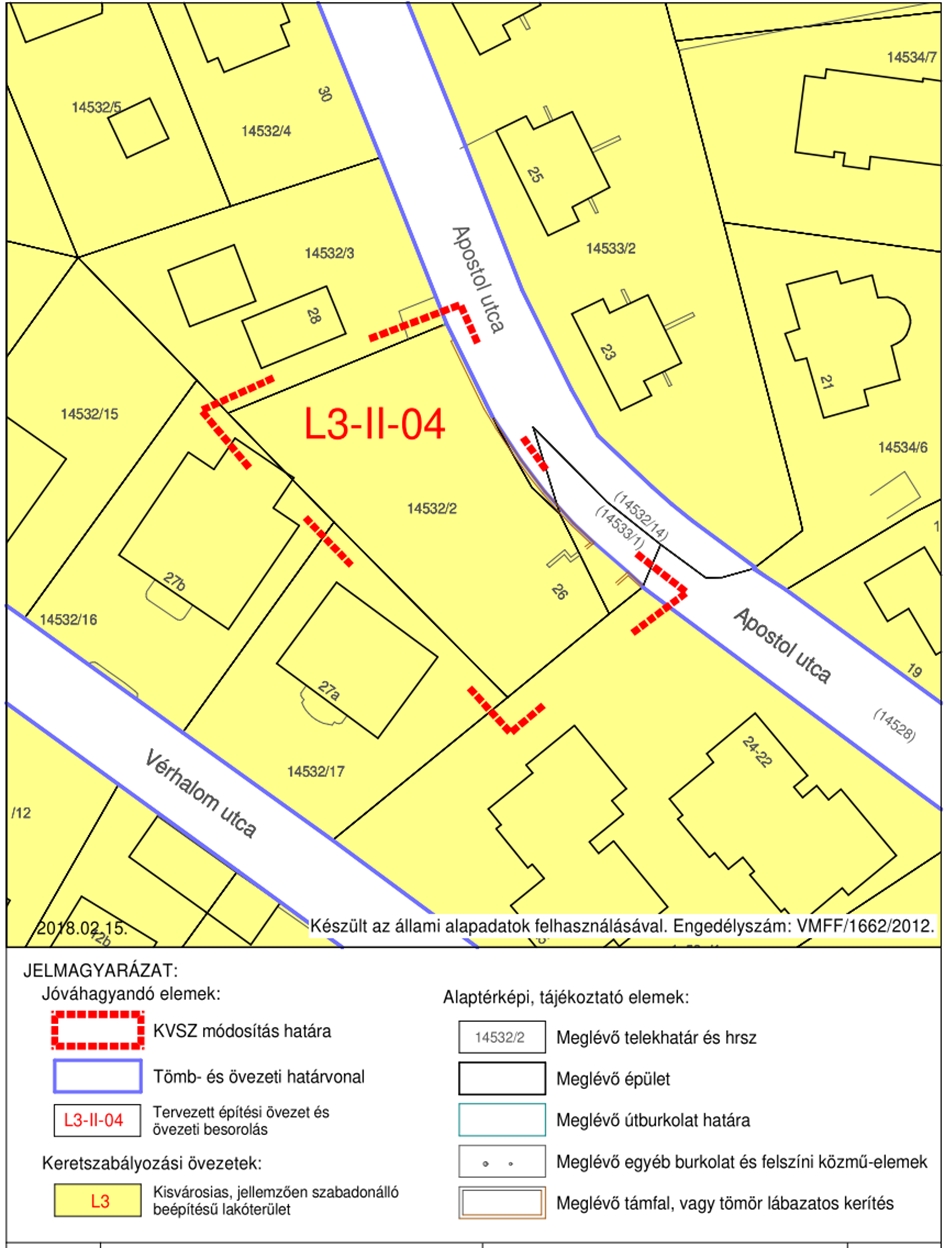 14534/7
14532/5
30
14532/4
25
Apostol utca
14533/2
14532/3
28
23
21
14532/15
L3-II-04
14534/6
14532/2
(14532/14)
(14533/1)
27b
26
14532/16
Apostol utca
19
27a
(14528)
24-22
Vérhalom utca
14532/17
/12
12b
2018.02.15.
Készült az állami alapadatok felhasználásával. Engedélyszám: VMFF/1662/2012.
JELMAGYARÁZAT:
Jóváhagyandó elemek:
KVSZ módosítás határa
Tömb- és övezeti határvonal
L3-II-04
Tervezett építési övezet és
övezeti besorolás
Keretszabályozási övezetek:
L3
Kisvárosias, jellemzően szabadonálló
beépítésű lakóterület
Alaptérképi, tájékoztató elemek:
14532/2
Meglévő telekhatár és hrsz
Meglévő épület
Meglévő útburkolat határa
Meglévő egyéb burkolat és felszíni közmű-elemek
Meglévő támfal, vagy tömör lábazatos kerítés